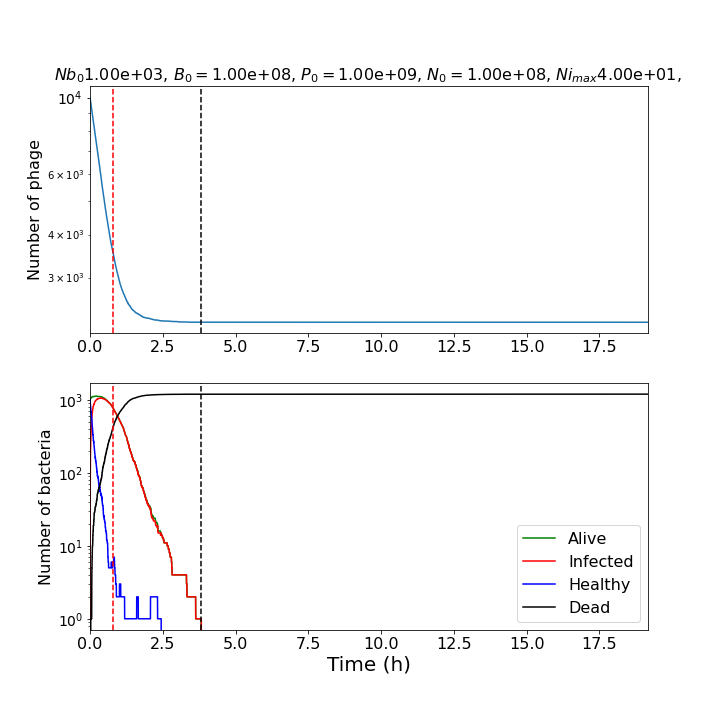 Nb₀1.00e+03, B₀ = 1.00e+08, P₀ = 1.00e+09, N₀ = 1.00e+08, Ni_max4.00e+01,
10⁴
6 × 10³
4 × 10³
3 × 10³
Number of phage
0.0 2.5 5.0 7.5 10.0 12.5 15.0 17.5
10³
10²
10¹
10⁰
Number of bacteria
Alive
Infected
Healthy
Dead
0.0 2.5 5.0 7.5 10.0 12.5 15.0 17.5
Time (h)